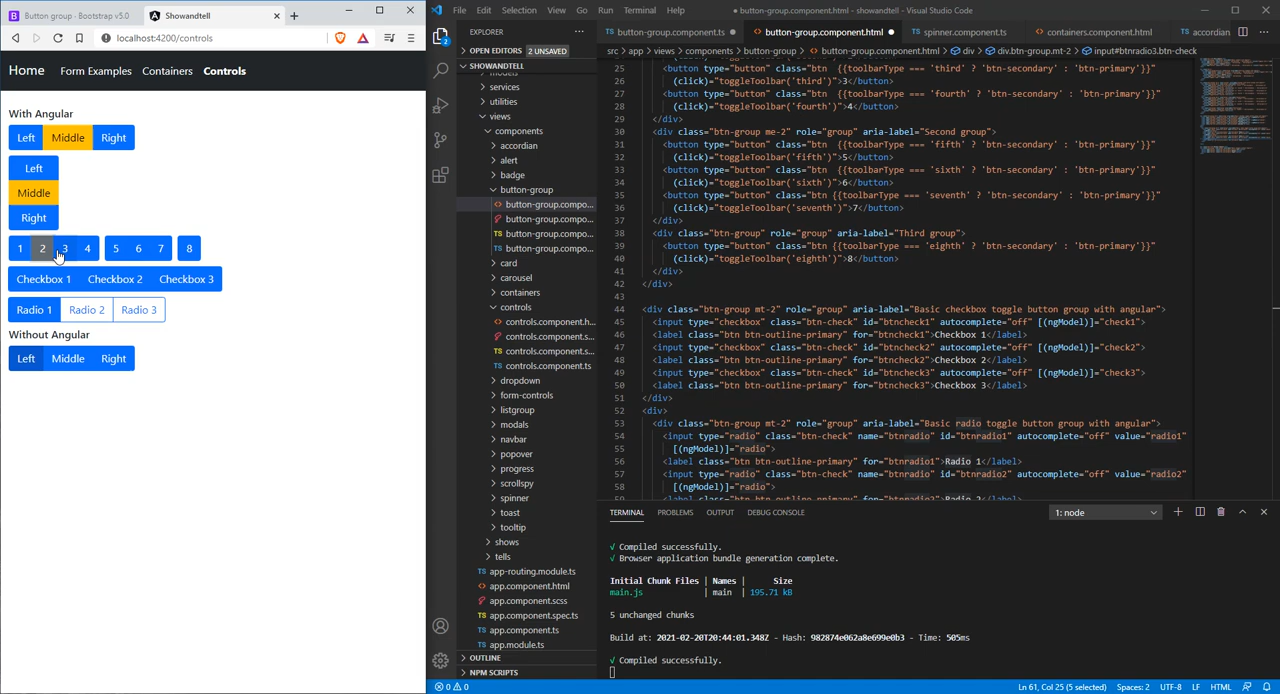 Button group - Bootstrap v5.0
Showandtell
localhost:4200/controls
Home Form Examples Containers Controls
With Angular
Left Middle Right
Left
Middle
Right
1 2 3 4 5 6 7 8
Checkbox 1 Checkbox 2 Checkbox 3
Radio 1 Radio 2 Radio 3
Without Angular
Left Middle Right
File Edit Selection View Go Run Terminal Help
● button-group.component.html - Visual Studio Code
2
EXPLORER
OPEN EDITORS 2 UNSAVED
SHOWANDTELL
models
services
utilities
views
components
accordian
alert
badge
button-group
button-group.compo...
button-group.compo...
button-group.compo...
button-group.compo...
card
carousel
containers
controls
controls.component.h...
controls.component.s...
controls.component.s...
controls.component.ts
dropdown
form-controls
listgroup
modals
navbar
popover
progress
scrollspy
spinner
toast
tooltip
shows
tells
app-routing.module.ts
app.component.html
app.component.scss
app.component.spec.ts
app.component.ts
app.module.ts
OUTLINE
NPM SCRIPTS
button-group.component.ts button-group.component.html spinner.component.ts containers.component.html accordian
src > app > views > components > button-group > button-group.component.html > div > div.btn-group.mt-2 > input#btnradio3.btn-check
25 <button type="button" class="btn {{toolbarType === 'third' ? 'btn-secondary' : 'btn-primary'}}"
26 (click)="toggleToolbar('third')">3</button>
27 <button type="button" class="btn {{toolbarType === 'fourth' ? 'btn-secondary' : 'btn-primary'}}"
28 (click)="toggleToolbar('fourth')">4</button>
29 </div>
30 <div class="btn-group me-2" role="group" aria-label="Second group">
31 <button type="button" class="btn {{toolbarType === 'fifth' ? 'btn-secondary' : 'btn-primary'}}"
32 (click)="toggleToolbar('fifth')">5</button>
33 <button type="button" class="btn {{toolbarType === 'sixth' ? 'btn-secondary' : 'btn-primary'}}"
34 (click)="toggleToolbar('sixth')">6</button>
35 <button type="button" class="btn {{toolbarType === 'seventh' ? 'btn-secondary' : 'btn-primary'}}"
36 (click)="toggleToolbar('seventh')">7</button>
37 </div>
38 <div class="btn-group" role="group" aria-label="Third group">
39 <button type="button" class="btn {{toolbarType === 'eighth' ? 'btn-secondary' : 'btn-primary'}}"
40 (click)="toggleToolbar('eighth')">8</button>
41 </div>
42 </div>
43
44 <div class="btn-group mt-2" role="group" aria-label="Basic checkbox toggle button group with angular">
45 <input type="checkbox" class="btn-check" id="btncheck1" autocomplete="off" [(ngModel)]="check1">
46 <label class="btn btn-outline-primary" for="btncheck1">Checkbox 1</label>
47 <input type="checkbox" class="btn-check" id="btncheck2" autocomplete="off" [(ngModel)]="check2">
48 <label class="btn btn-outline-primary" for="btncheck2">Checkbox 2</label>
49 <input type="checkbox" class="btn-check" id="btncheck3" autocomplete="off" [(ngModel)]="check3">
50 <label class="btn btn-outline-primary" for="btncheck3">Checkbox 3</label>
51 </div>
52 <div>
53 <div class="btn-group mt-2" role="group" aria-label="Basic radio toggle button group with angular">
54 <input type="radio" class="btn-check" name="btnradio" id="btnradio1" autocomplete="off" value="radio1"
55 [(ngModel)]="radio">
56 <label class="btn btn-outline-primary" for="btnradio1">Radio 1</label>
57 <input type="radio" class="btn-check" name="btnradio" id="btnradio2" autocomplete="off" value="radio2"
58 [(ngModel)]="radio">
59 <label class="btn btn-outline-primary" for="btnradio2">Radio 2</label>
TERMINAL PROBLEMS OUTPUT DEBUG CONSOLE 1: node
√ Compiled successfully.
√ Browser application bundle generation complete.
Initial Chunk Files | Names | Size
main.js | main | 195.71 kB
5 unchanged chunks
Build at: 2021-02-20T20:44:01.348Z - Hash: 982874e062a8e699e0b3 - Time: 505ms
√ Compiled successfully.
0 0 Ln 61, Col 25 (5 selected) Spaces: 2 UTF-8 LF HTML